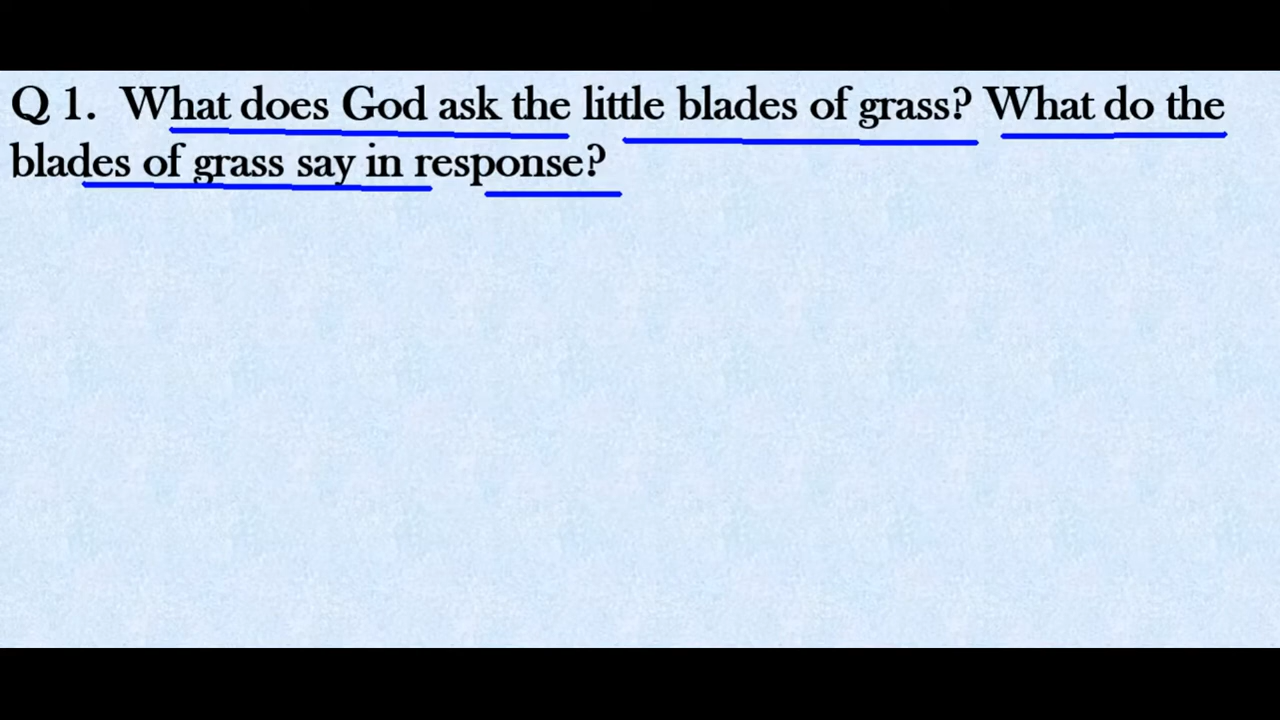 Q 1. What does God ask the little blades of grass? What do the
blades of grass say in response?